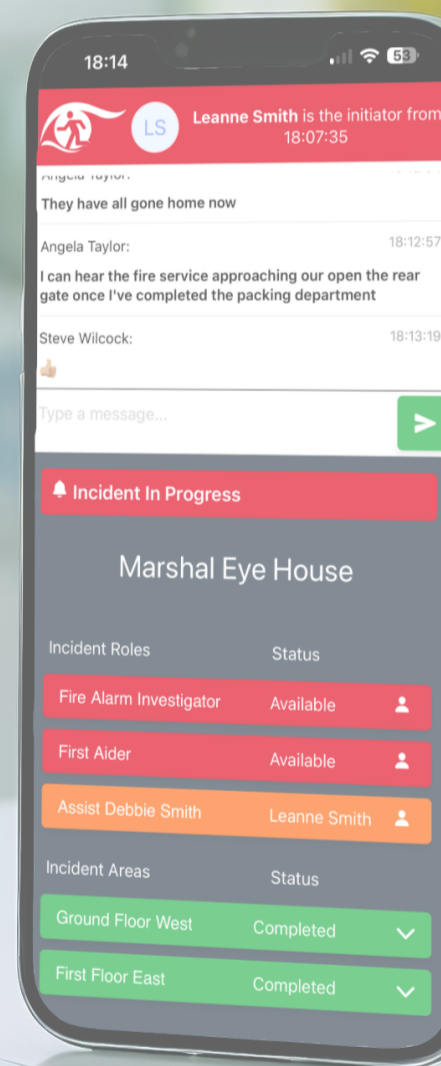 18:14
53
LS
Leanne Smith is the initiator from
18:07:35
Angela Taylor:
They have all gone home now
Angela Taylor: 18:12:57
I can hear the fire service approaching our open the rear
gate once I've completed the packing department
Steve Wilcock: 18:13:19
Type a message...
Incident In Progress
Marshal Eye House
Incident Roles Status
Fire Alarm Investigator Available
First Aider Available
Assist Debbie Smith Leanne Smith
Incident Areas Status
Ground Floor West Completed
First Floor East Completed